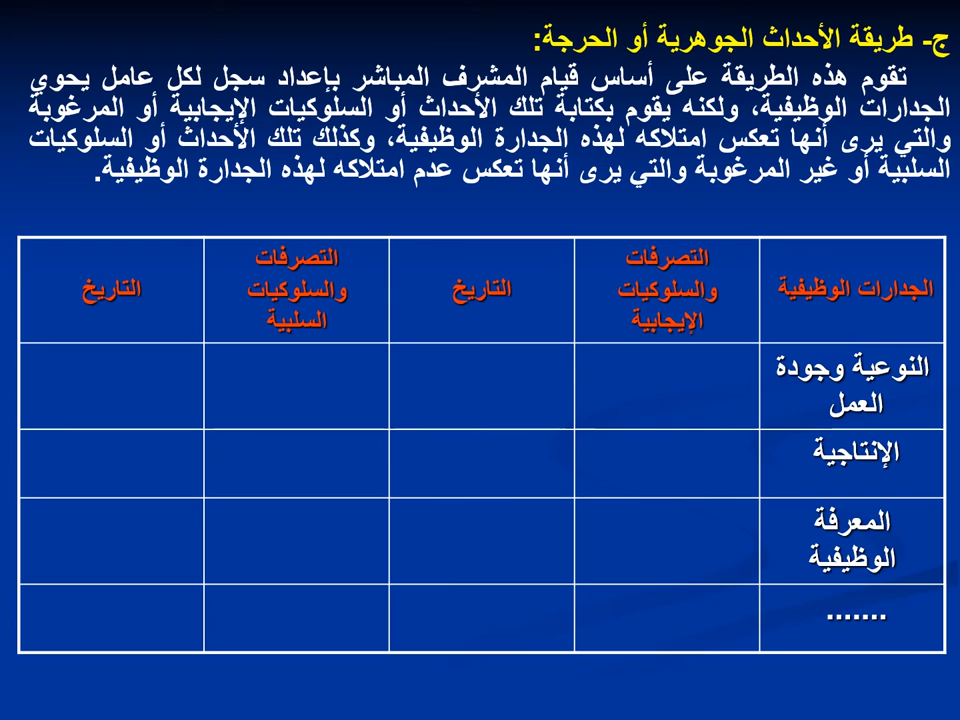 ج- طريقة الأحداث الجوهرية أو الحرجة:
تقوم هذه الطريقة على أساس قيام المشرف المباشر بإعداد سجل لكل عامل يحوي
الجدارات الوظيفية، ولكنه يقوم بكتابة تلك الأحداث أو السلوكيات الإيجابية أو المرغوبة
والتي يرى أنها تعكس امتلاكه لهذه الجدارة الوظيفية، وكذلك تلك الأحداث أو السلوكيات
السلبية أو غير المرغوبة والتي يرى أنها تعكس عدم امتلاكه لهذه الجدارة الوظيفية.
الجدارات الوظيفية
التصرفات
والسلوكيات
الإيجابية
التاريخ
التصرفات
والسلوكيات
السلبية
التاريخ
النوعية وجودة
العمل
الإنتاجية
المعرفة
الوظيفية
.......